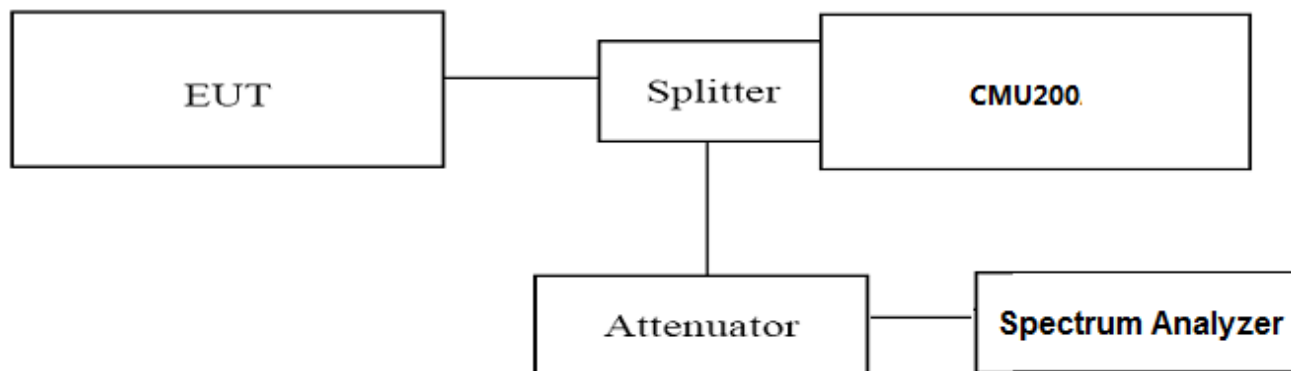 EUT
Splitter
CMU200
Attenuator
Spectrum Analyzer